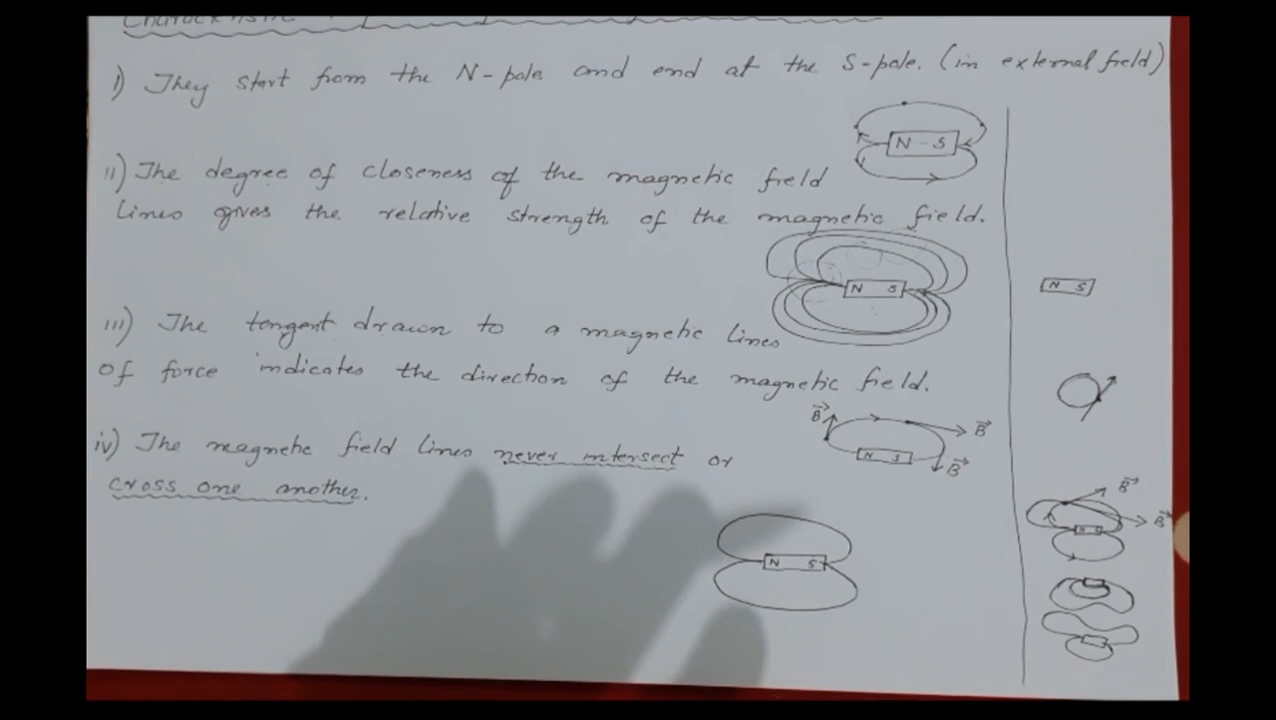 i) They start from the N-pole and end at the S-pole. (in external field)
N S
ii) The degree of closeness of the magnetic field
lines gives the relative strength of the magnetic field.
N S
N S
iii) The tangent drawn to a magnetic lines
of force indicates the direction of the magnetic field.
B B
N S
B
iv) The magnetic field lines never intersect or
cross one another.
B
B
N S